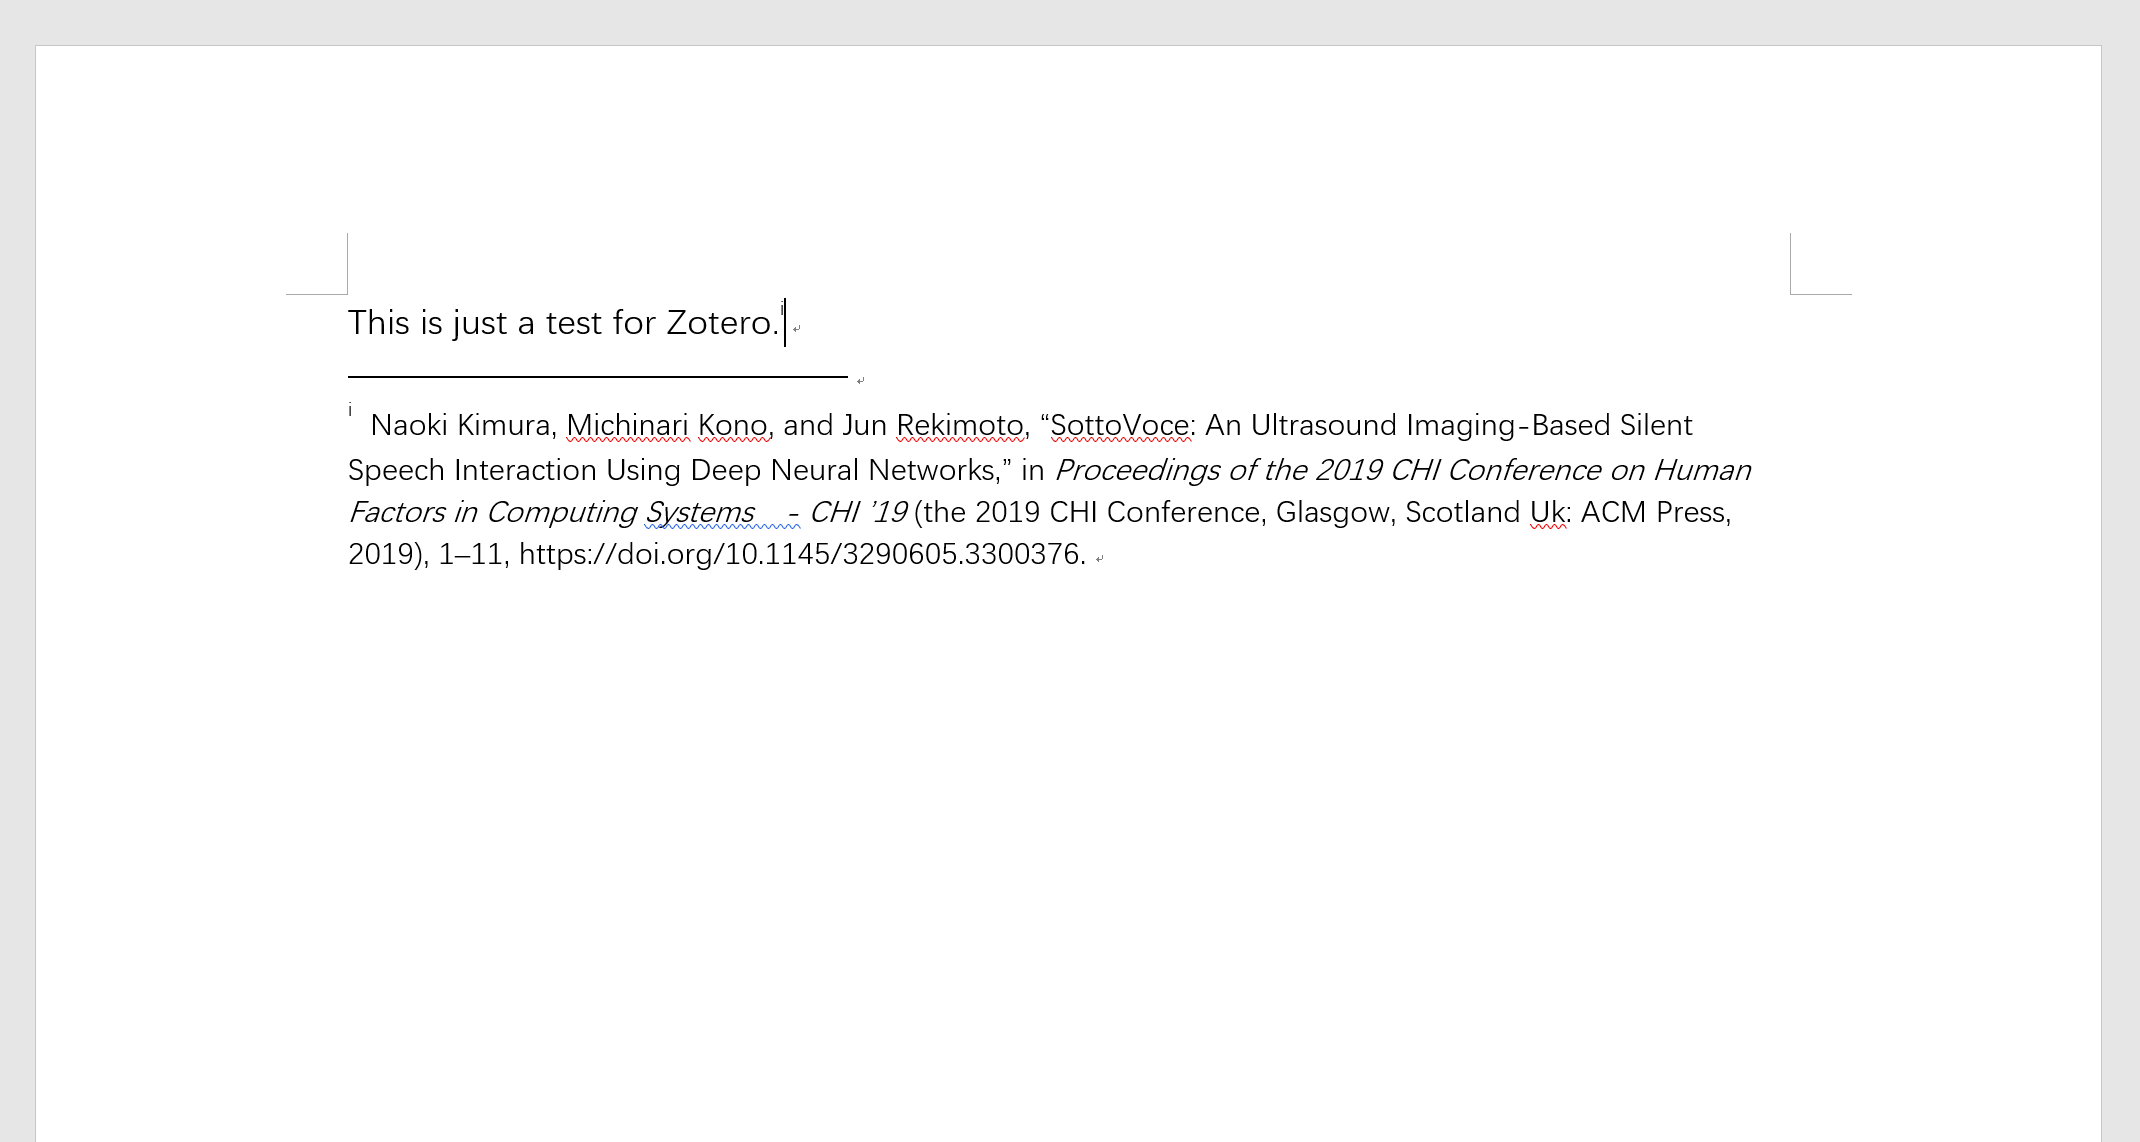 This is just a test for Zotero.i
i Naoki Kimura, Michinari Kono, and Jun Rekimoto, “SottoVoce: An Ultrasound Imaging-Based Silent
Speech Interaction Using Deep Neural Networks,” in Proceedings of the 2019 CHI Conference on Human
Factors in Computing Systems  - CHI ’19 (the 2019 CHI Conference, Glasgow, Scotland Uk: ACM Press,
2019), 1–11, https://doi.org/10.1145/3290605.3300376.